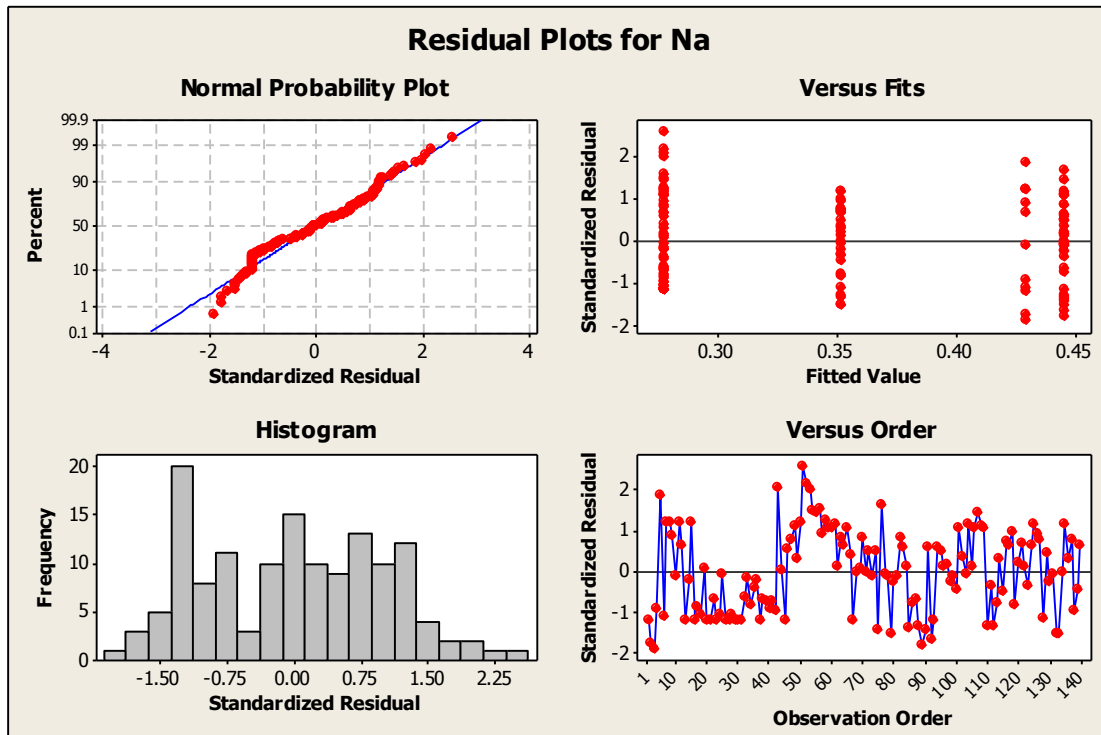 Residual Plots for Na
Normal Probability Plot
Percent
99.9
99
90
50
10
1
0.1
-4 -2 0 2 4
Standardized Residual
Versus Fits
Standardized Residual
2
1
0
-1
-2
0.30 0.35 0.40 0.45
Fitted Value
Histogram
Frequency
20
15
10
5
0
-1.50 -0.75 0.00 0.75 1.50 2.25
Standardized Residual
Versus Order
Standardized Residual
2
1
0
-1
-2
1 10 20 30 40 50 60 70 80 90 100 110 120 130 140
Observation Order